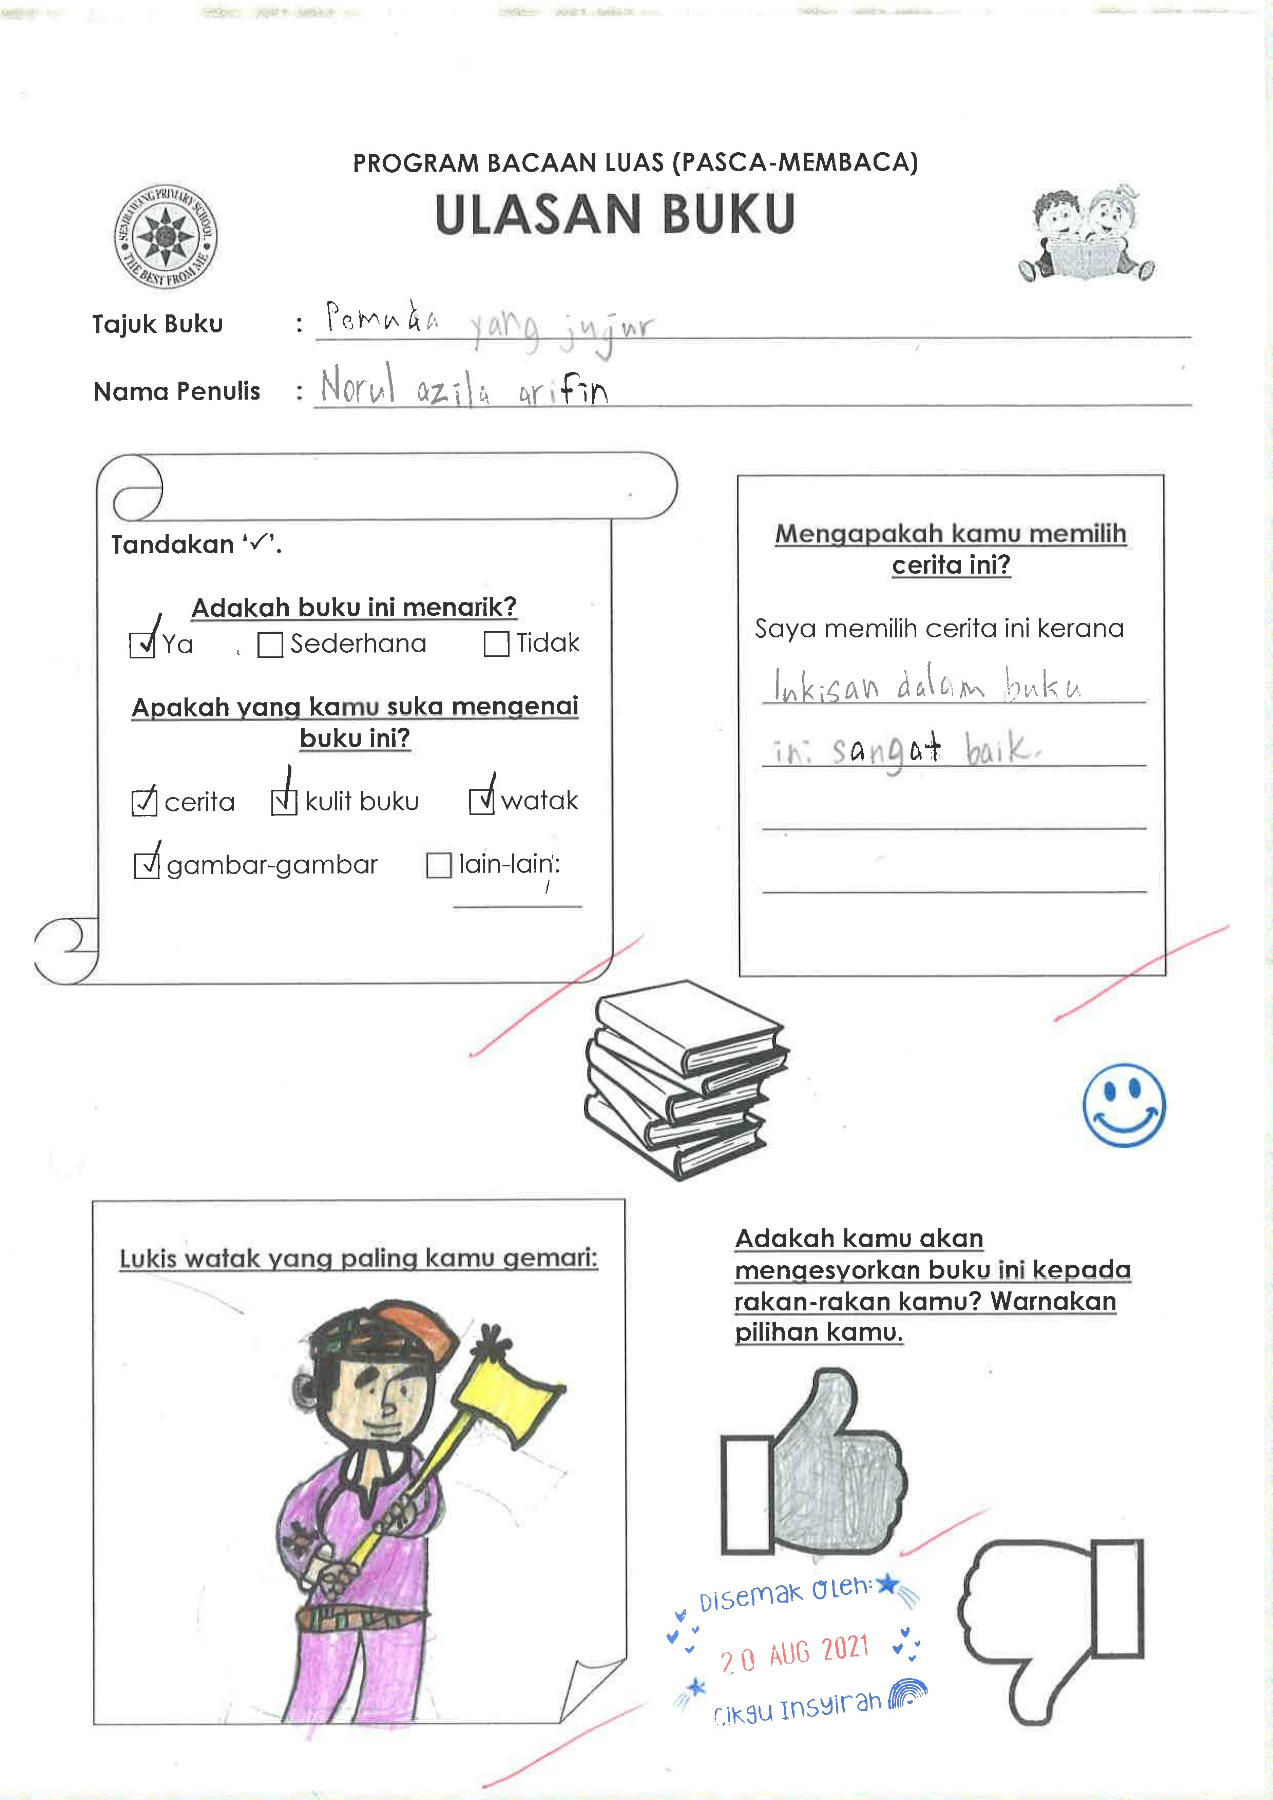 PROGRAM BACAAN LUAS (PASCA-MEMBACA)
ULASAN BUKU
SEMBAWANG PRIMARY SCHOOL
THE BEST FROM ME
Tajuk Buku : Pemuda yang jujur
Nama Penulis : Norul azila arifin
Tandakan ‘✓’.
Adakah buku ini menarik?
Ya Sederhana Tidak
Apakah yang kamu suka mengenai
buku ini?
cerita kulit buku watak
gambar-gambar lain-lain:
Mengapakah kamu memilih
cerita ini?
Saya memilih cerita ini kerana
lukisan dalam buku
ini sangat baik.
Lukis watak yang paling kamu gemari:
Adakah kamu akan
mengesyorkan buku ini kepada
rakan-rakan kamu? Warnakan
pilihan kamu.
Disemak Oleh:
20 AUG 2021
Cikgu Insyirah